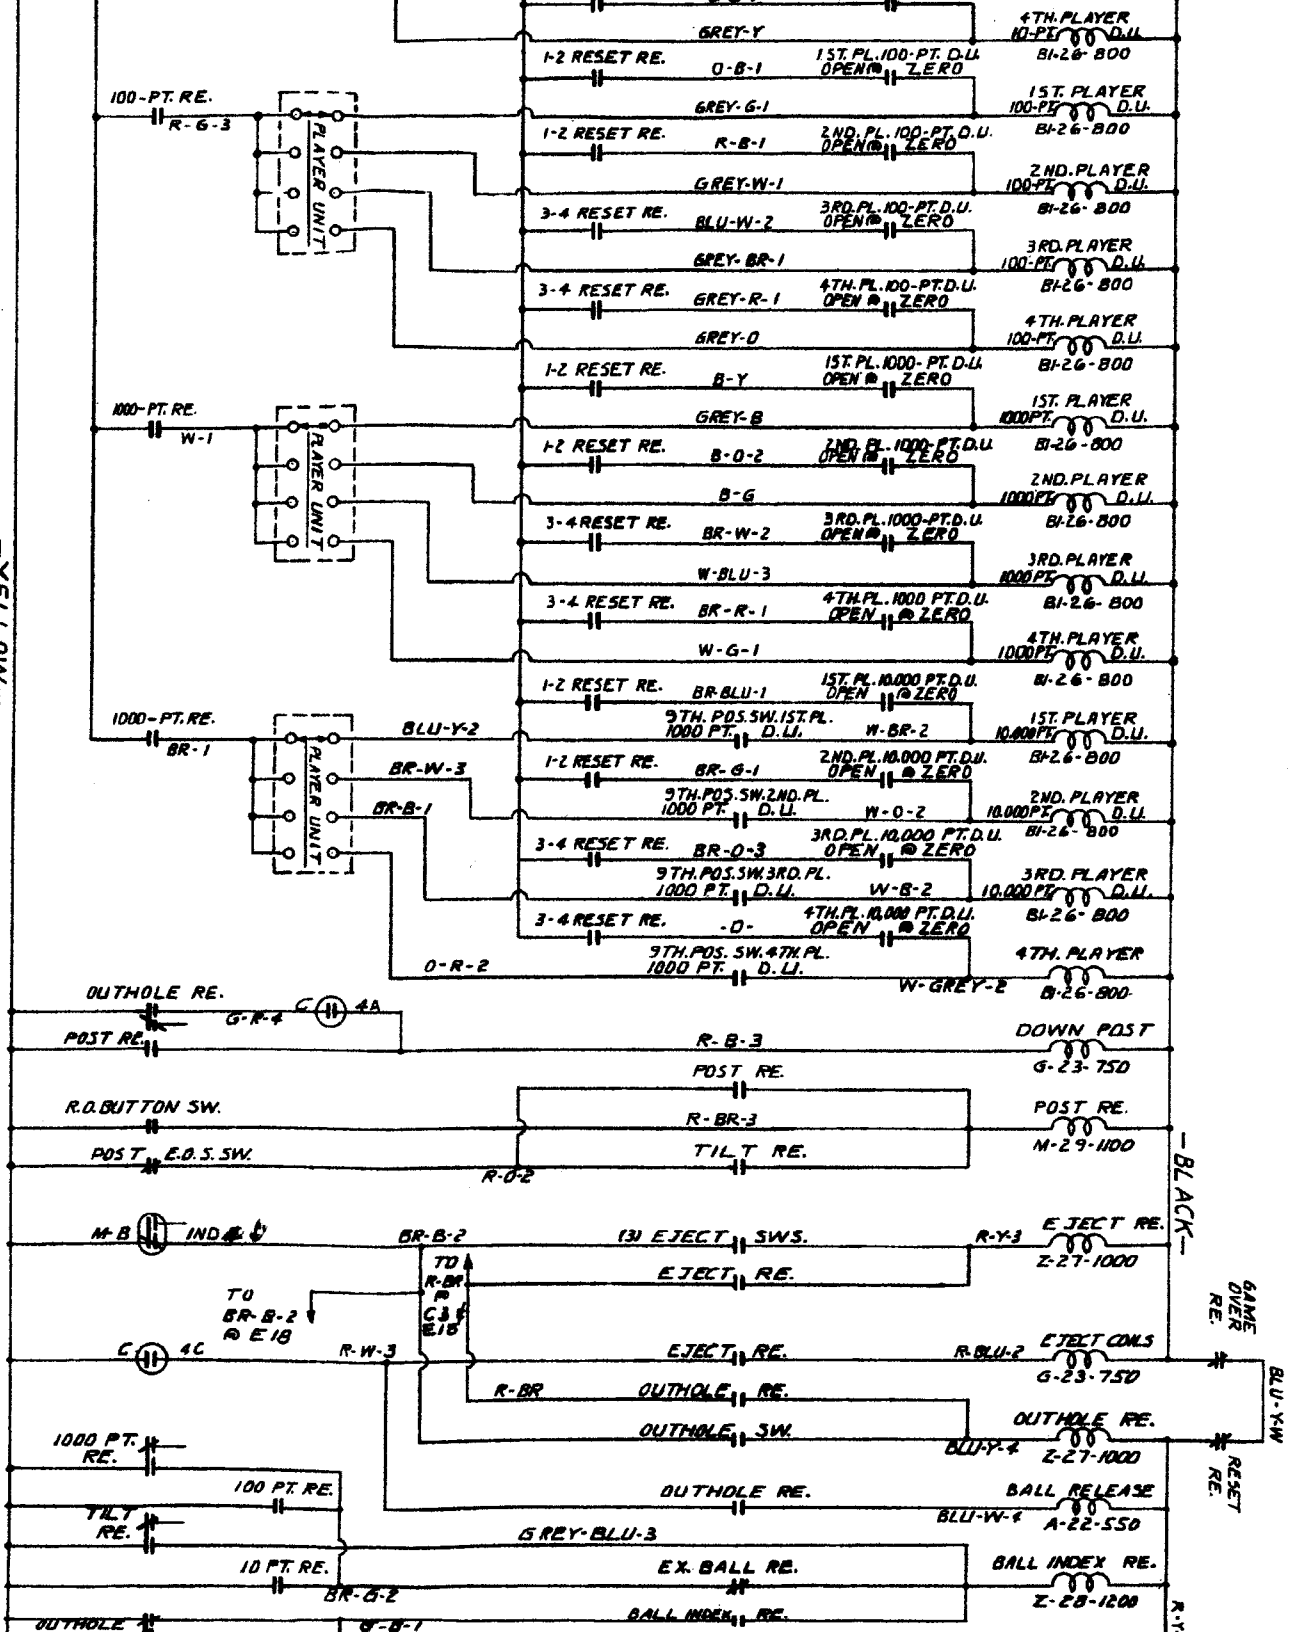 GREY-Y
4TH. PLAYER
10-PT. D.U.
B1-26-800
1-2 RESET RE.
O-B-1
1ST. PL. 100-PT. D.U.
OPEN @ ZERO
100-PT. RE.
R-G-3
GREY-G-1
1ST. PLAYER
100-PT. D.U.
B1-26-800
PLAYER UNIT
1-2 RESET RE.
R-B-1
2ND. PL. 100-PT. D.U.
OPEN @ ZERO
GREY-W-1
2ND. PLAYER
100-PT. D.U.
B1-26-800
3-4 RESET RE.
BLU-W-2
3RD. PL. 100-PT. D.U.
OPEN @ ZERO
GREY-BR-1
3RD. PLAYER
100-PT. D.U.
B1-26-800
3-4 RESET RE.
GREY-R-1
4TH. PL. 100-PT. D.U.
OPEN @ ZERO
GREY-O
4TH. PLAYER
100-PT. D.U.
B1-26-800
1-2 RESET RE.
B-Y
1ST. PL. 1000-PT. D.U.
OPEN @ ZERO
1000-PT. RE.
W-1
GREY-B
1ST. PLAYER
1000PT. D.U.
B1-26-800
PLAYER UNIT
1-2 RESET RE.
B-O-2
2ND. PL. 1000-PT. D.U.
OPEN @ ZERO
B-G
2ND. PLAYER
1000PT. D.U.
B1-26-800
3-4 RESET RE.
BR-W-2
3RD. PL. 1000-PT. D.U.
OPEN @ ZERO
W-BLU-3
3RD. PLAYER
1000PT. D.U.
B1-26-800
3-4 RESET RE.
BR-R-1
4TH. PL. 1000 PT. D.U.
OPEN @ ZERO
W-G-1
4TH. PLAYER
1000PT. D.U.
B1-26-800
1-2 RESET RE.
BR-BLU-1
1ST. PL. 10.000 PT. D.U.
OPEN @ ZERO
1000-PT. RE.
BR-1
BLU-Y-2
9TH. POS. SW. 1ST. PL.
1000 PT. D.U.
W-BR-2
1ST. PLAYER
10.000PT. D.U.
B1-26-800
PLAYER UNIT
1-2 RESET RE.
BR-G-1
2ND. PL. 10.000 PT. D.U.
OPEN @ ZERO
BR-W-3
9TH. POS. SW. 2ND. PL.
1000 PT. D.U.
W-O-2
2ND. PLAYER
10.000PT. D.U.
B1-26-800
BR-B-1
3-4 RESET RE.
BR-O-3
3RD. PL. 10,000 PT. D.U.
OPEN @ ZERO
9TH. POS. SW. 3RD. PL.
1000 PT. D.U.
W-B-2
3RD. PLAYER
10.000PT. D.U.
B1-26-800
3-4 RESET RE.
-O-
4TH. PL. 10,000 PT. D.U.
OPEN @ ZERO
O-R-2
9TH. POS. SW. 4TH. PL.
1000 PT. D.U.
W-GREY-2
4TH. PLAYER
B1-26-800
OUTHOLE RE.
G-R-4
C 4A
POST RE.
R-B-3
DOWN POST
G-23-750
POST RE.
R.O. BUTTON SW.
R-BR-3
POST RE.
M-29-1100
POST E.O.S. SW.
R-O-2
TILT RE.
-BLACK-
M-B
BR-B-2
(3) EJECT SWS.
R-Y-3
EJECT RE.
Z-27-1000
EJECT RE.
TO
R-BR
@
TO
BR-B-2
@ E18
GAME OVER RE.
C 4C
R-W-3
EJECT RE.
R-BLU-2
EJECT COILS
G-23-750
R-BR
OUTHOLE RE.
BLU-Y-W
OUTHOLE SW.
BLU-Y-4
OUTHOLE RE.
Z-27-1000
RESET RE.
1000 PT. RE.
100 PT. RE.
OUTHOLE RE.
BLU-W-4
BALL RELEASE
A-22-550
TILT RE.
GREY-BLU-3
10 PT. RE.
BR-G-2
EX. BALL RE.
BALL INDEX RE.
Z-28-1200
OUTHOLE
BALL INDEX RE.